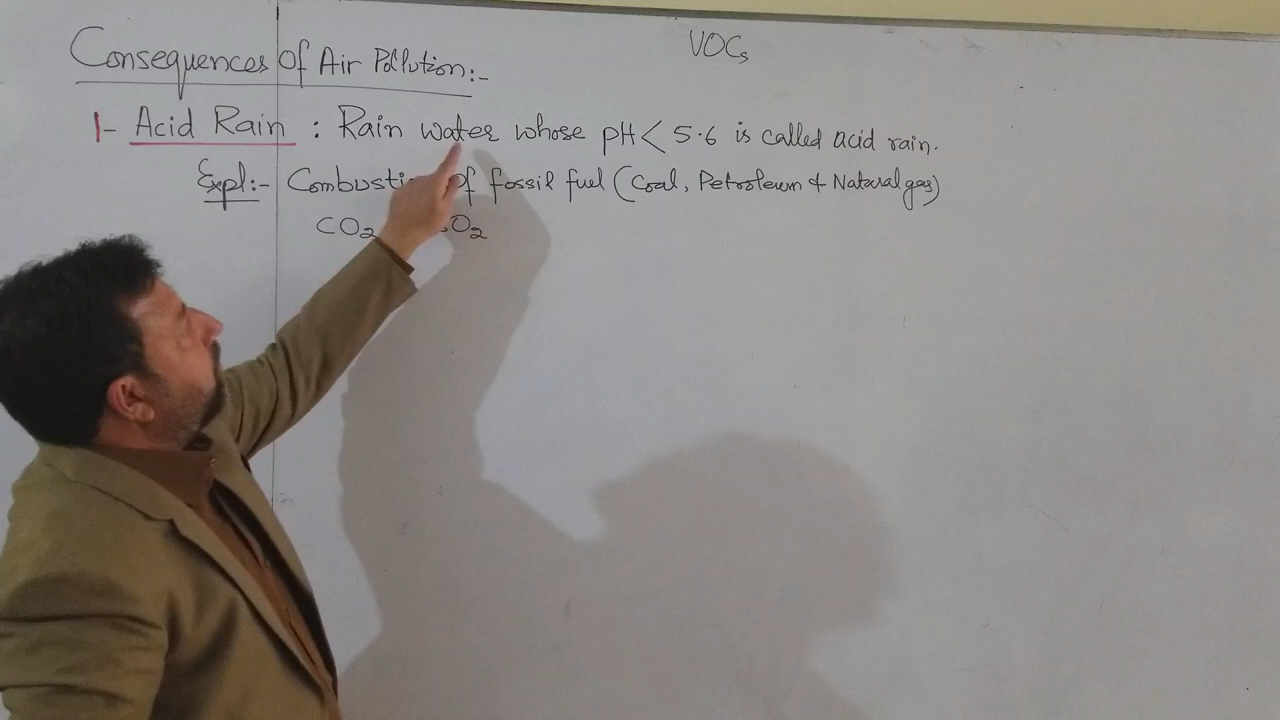 VOCs
Consequences of Air Pollution:-
1- Acid Rain : Rain water whose pH < 5.6 is called acid rain.
Expl:- Combusti of fossil fuel (Coal, Petroleum & Natural gas)
CO2 O2